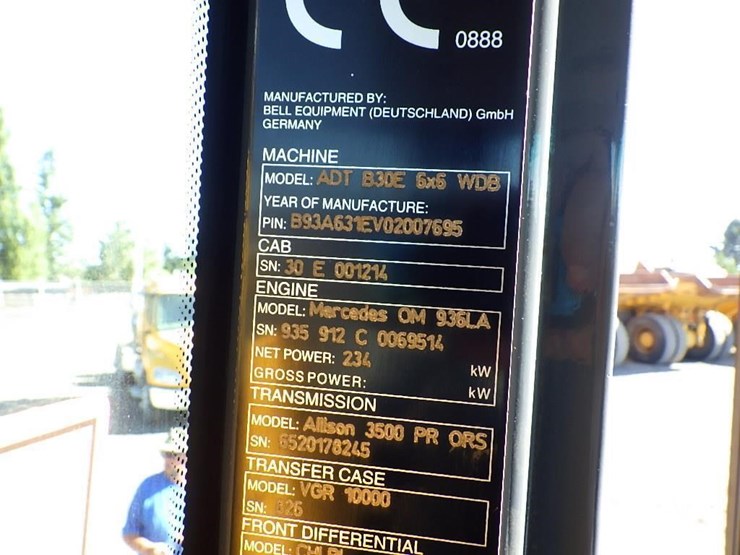 CE 0888
MANUFACTURED BY:
BELL EQUIPMENT (DEUTSCHLAND) GmbH
GERMANY
MACHINE
MODEL: ADT B30E 6x6 WDB
YEAR OF MANUFACTURE:
PIN: B93A631EV02007695
CAB
SN: 30 E 001214
ENGINE
MODEL: Mercedes OM 936LA
SN: 935 912 C 0069514
NET POWER: 234 kW
GROSS POWER: kW
TRANSMISSION
MODEL: Allison 3500 PR ORS
SN: 6520178245
TRANSFER CASE
MODEL: VGR 10000
SN:
FRONT DIFFERENTIAL
MODEL: